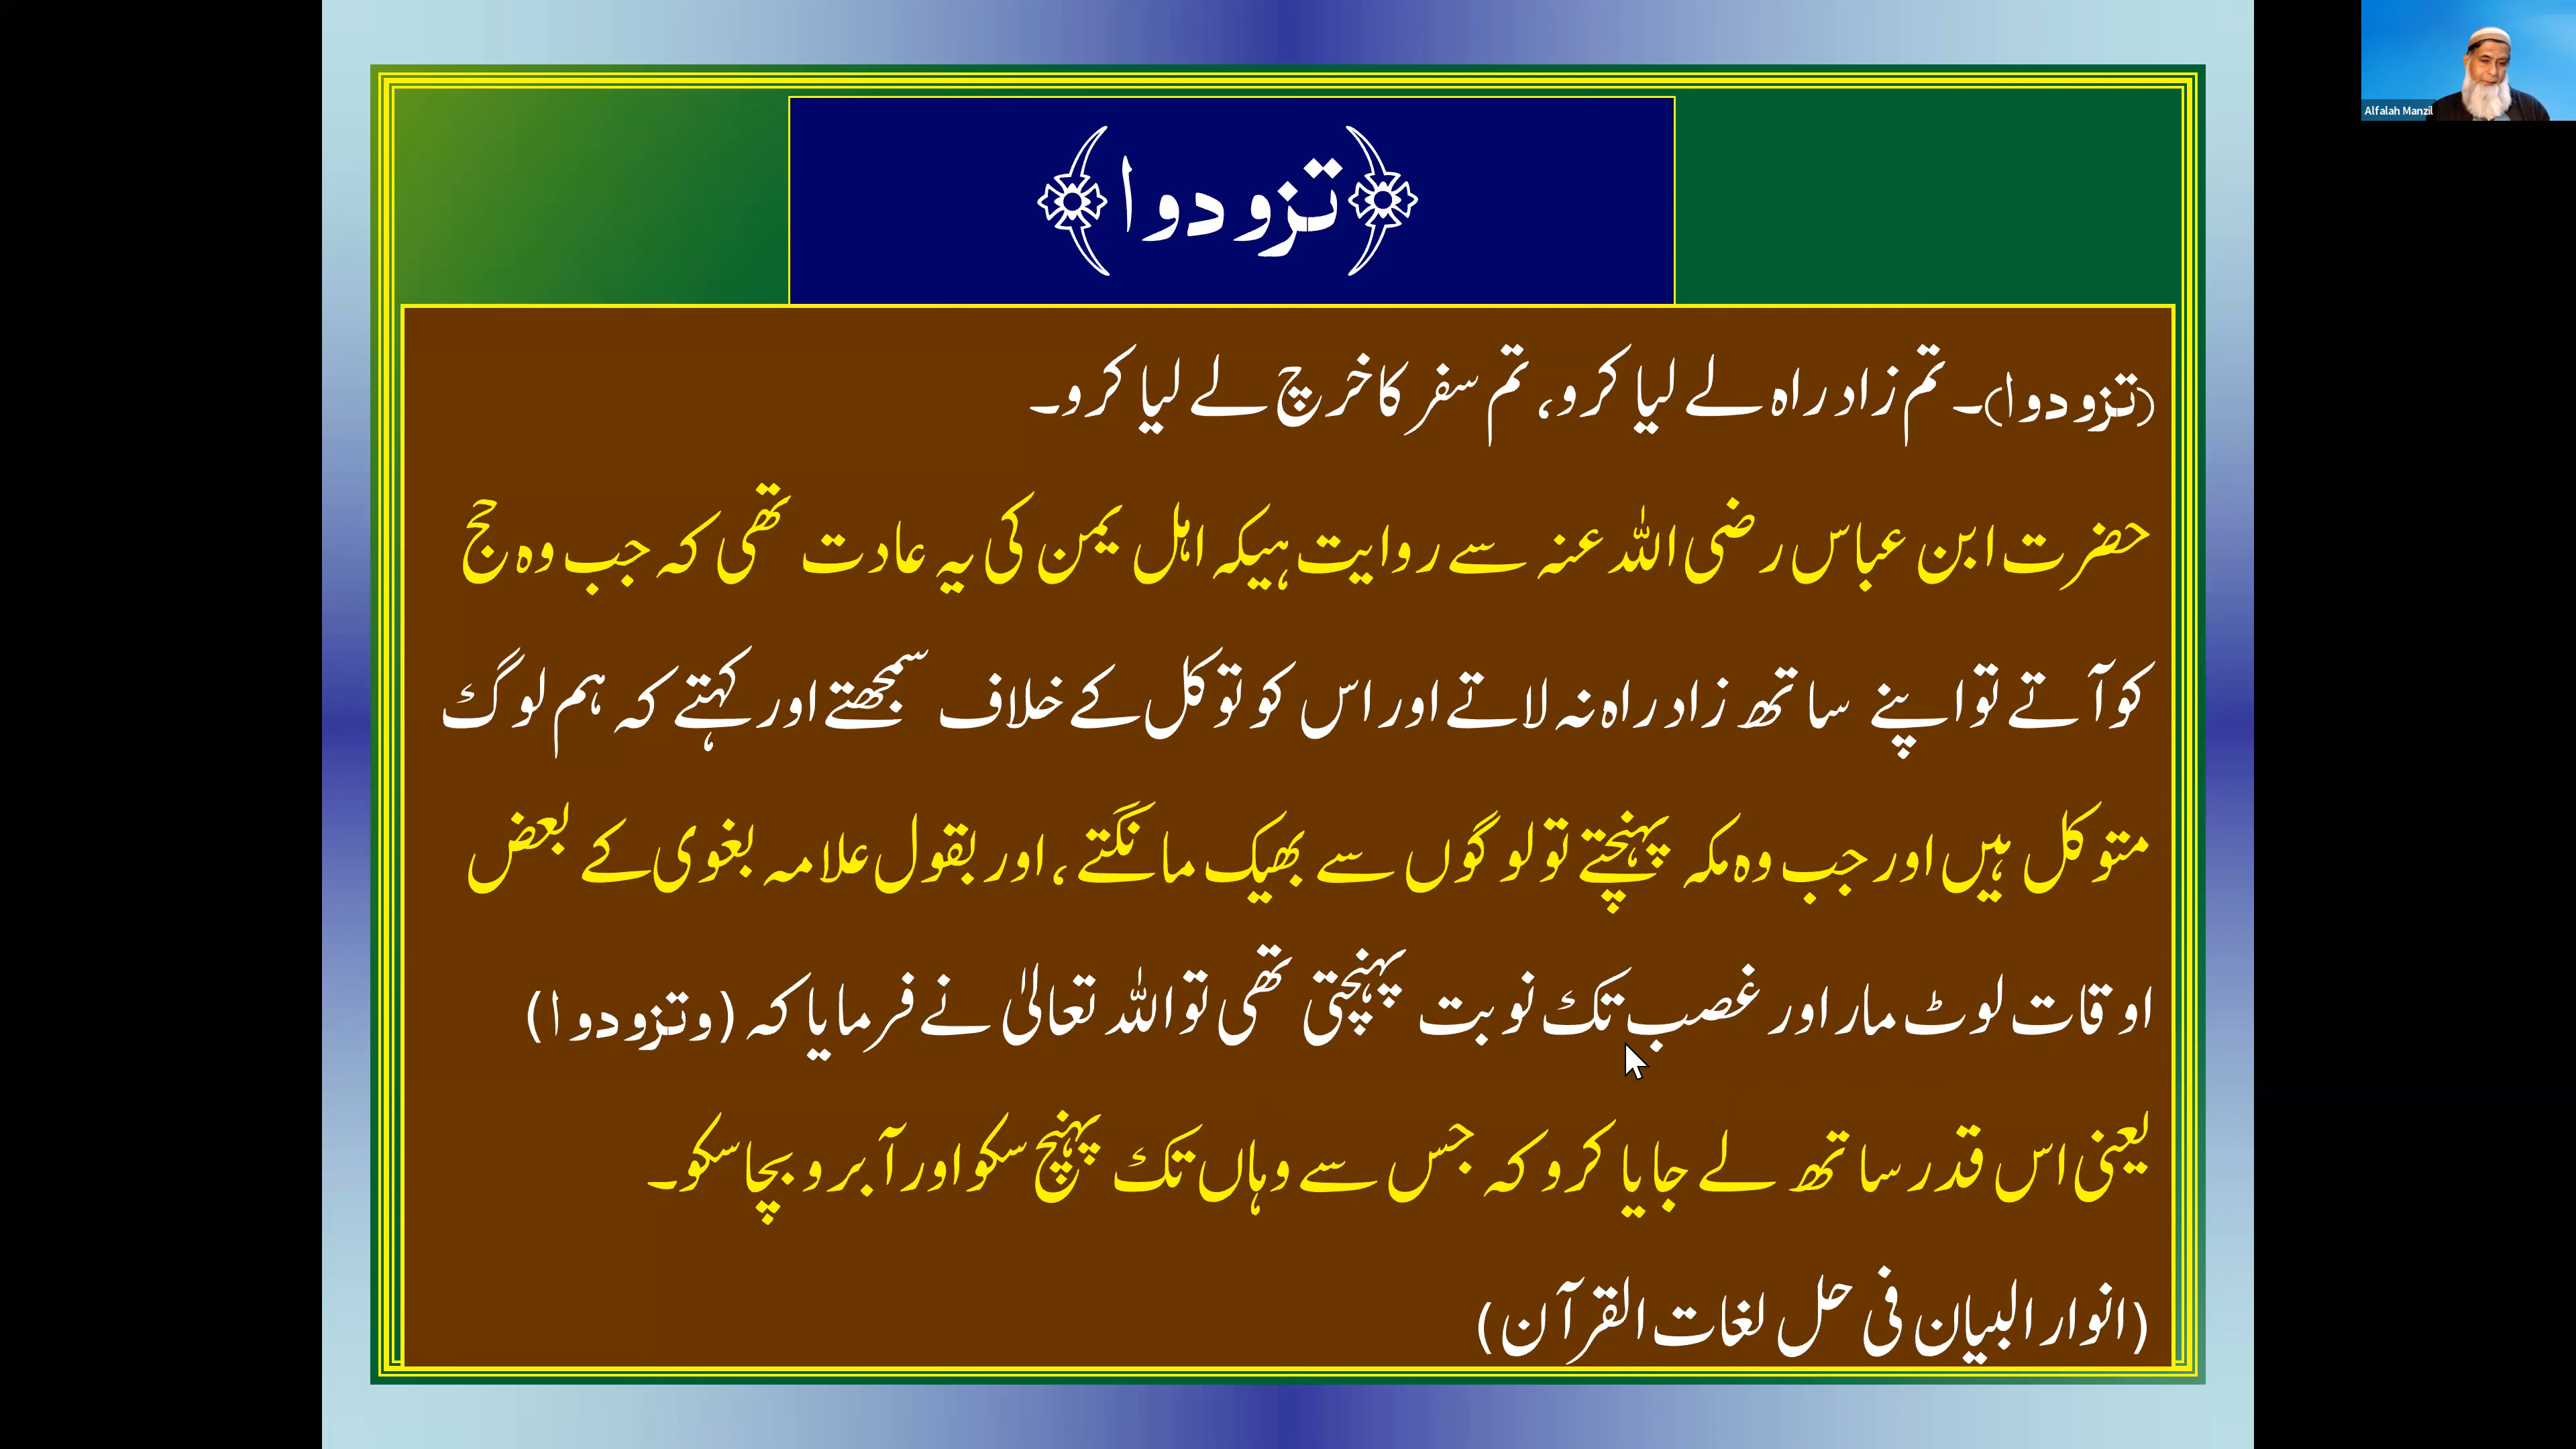 ﴿تزودوا﴾
(تزودوا)۔ تم زاد راہ لے لیا کرو، تم سفر کا خرچ لے لیا کرو۔
حضرت ابن عباس رضی اللہ عنہ سے روایت ہیکہ اہل یمن کی یہ عادت تھی کہ جب وہ حج
کو آتے تو اپنے ساتھ زاد راہ نہ لاتے اور اس کو توکل کے خلاف سمجھتے اور کہتے کہ ہم لوگ
متوکل ہیں اور جب وہ مکہ پہنچتے تو لوگوں سے بھیک مانگتے، اور بقول علامہ بغوی کے بعض
اوقات لوٹ مار اور غصب تک نوبت پہنچتی تھی تو اللہ تعالیٰ نے فرمایا کہ (وتزودوا)
یعنی اس قدر ساتھ لے جایا کرو کہ جس سے وہاں تک پہنچ سکو اور آبرو بچا سکو۔
(انوار البیان فی حل لغات القرآن)
Alfalah Manzil